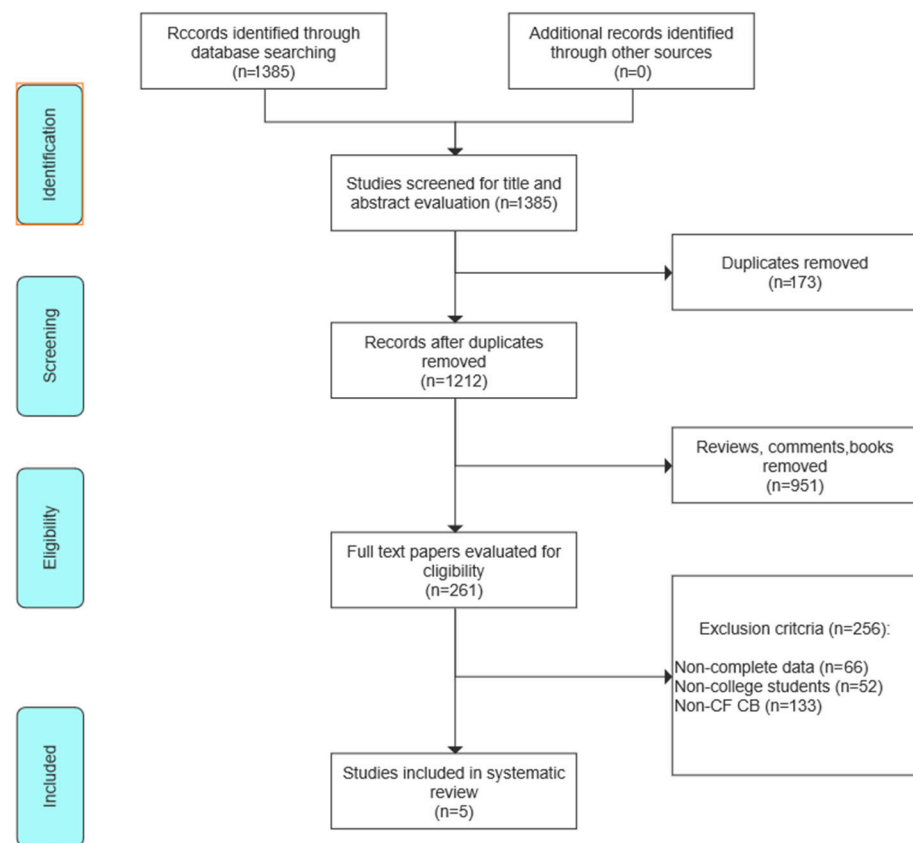 Rccords identified through
database searching
(n=1385)
Additional records identified
through other sources
(n=0)
Identification
Studies screened for title and
abstract evaluation (n=1385)
Duplicates removed
(n=173)
Screening
Records after duplicates
removed
(n=1212)
Reviews, comments,books
removed
(n=951)
Eligibility
Full text papers evaluated for
cligibility
(n=261)
Exclusion critcria (n=256):
Non-complete data (n=66)
Non-college students (n=52)
Non-CF CB (n=133)
Included
Studies included in systematic
review
(n=5)